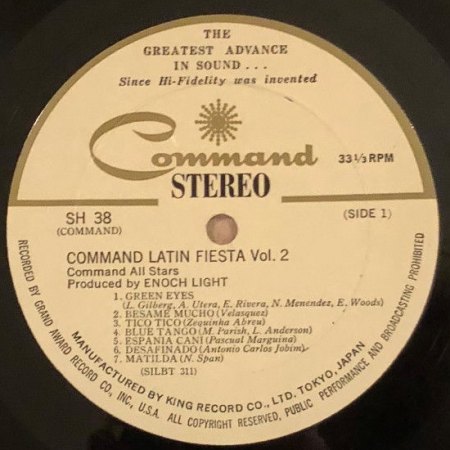 THE
GREATEST ADVANCE
IN SOUND...
Since Hi-Fidelity was invented
Command
33 1/3 RPM
STEREO
SH 38
(COMMAND)
(SIDE 1)
COMMAND LATIN FIESTA Vol. 2
Command All Stars
Produced by ENOCH LIGHT
1. GREEN EYES
(L. Gilberg, A. Utera, E. Rivera, N. Menendez, E. Woods)
2. BESAME MUCHO (Velasquez)
3. TICO TICO (Zequinha Abreu)
4. BLUE TANGO (M. Parish, L. Anderson)
5. ESPANIA CANI (Pascual Marguina)
6. DESAFINADO (Antonio Carlos Jobim)
7. MATILDA (N. Span)
(SILBT 311)
MANUFACTURED BY KING RECORD CO., LTD. TOKYO, JAPAN
RECORDED BY GRAND AWARD RECORD CO., INC., U.S.A. ALL COPYRIGHT RESERVED, PUBLIC PERFORMANCE AND BROADCASTING PROHIBITED